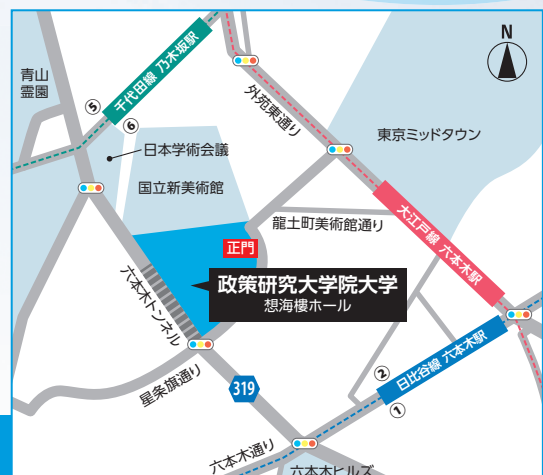 N
青山
霊園
千代田線 乃木坂駅
⑤
⑥
外苑東通り
日本学術会議
東京ミッドタウン
国立新美術館
龍土町美術館通り
大江戸線 六本木駅
正門
政策研究大学院大学
想海樓ホール
六本木トンネル
星条旗通り
319
日比谷線 六本木駅
②
①
六本木通り
六本木ヒルズ